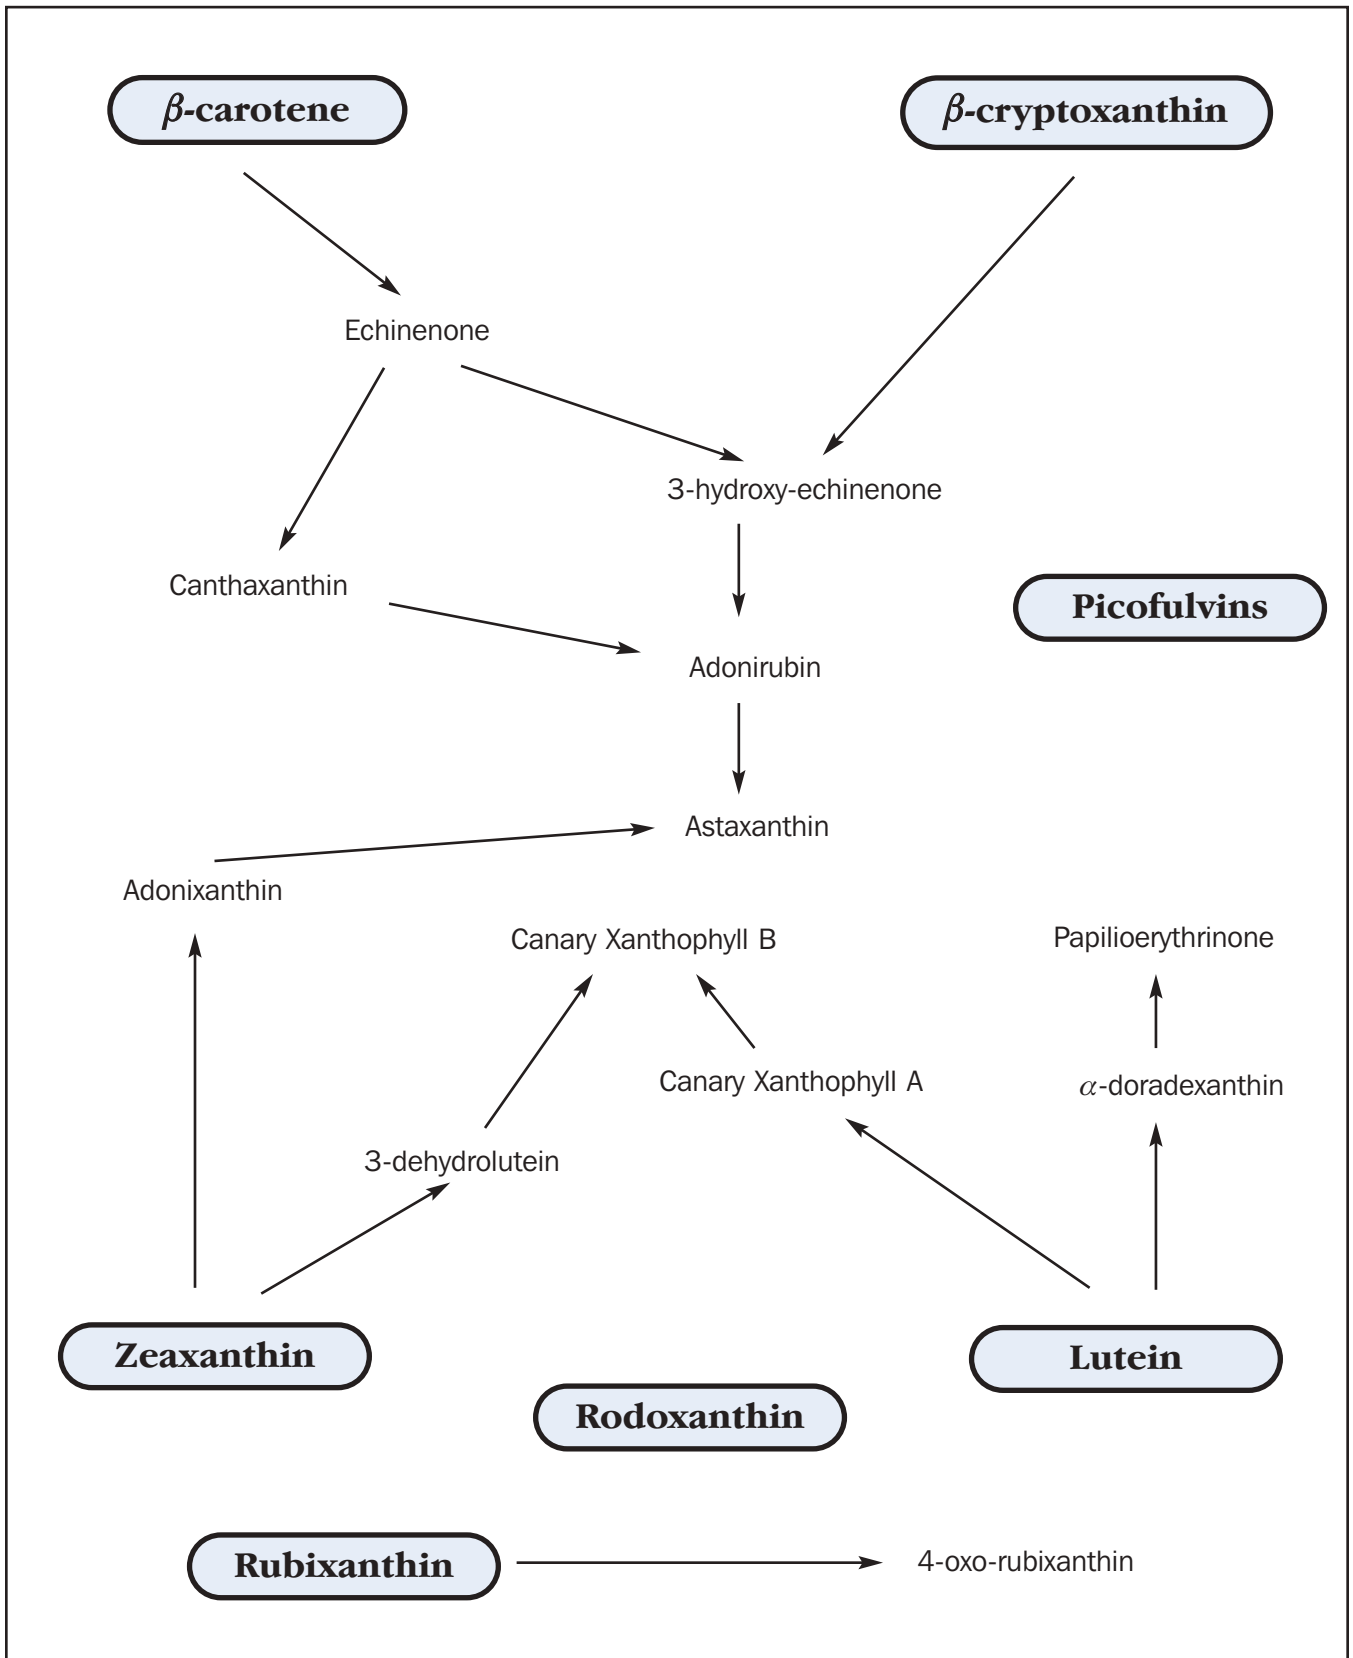 β-carotene
β-cryptoxanthin
Echinenone
3-hydroxy-echinenone
Canthaxanthin
Picofulvins
Adonirubin
Astaxanthin
Adonixanthin
Canary Xanthophyll B
Papilioerythrinone
Canary Xanthophyll A
α-doradexanthin
3-dehydrolutein
Zeaxanthin
Lutein
Rodoxanthin
Rubixanthin
4-oxo-rubixanthin